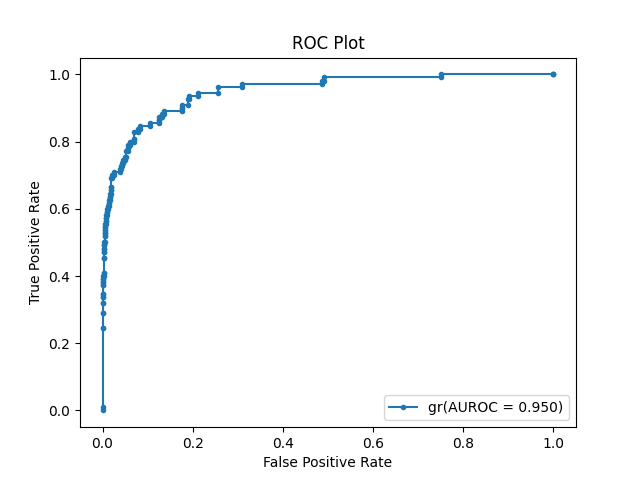 ROC Plot
True Positive Rate
1.0
0.8
0.6
0.4
0.2
0.0
gr(AUROC = 0.950)
0.0 0.2 0.4 0.6 0.8 1.0
False Positive Rate